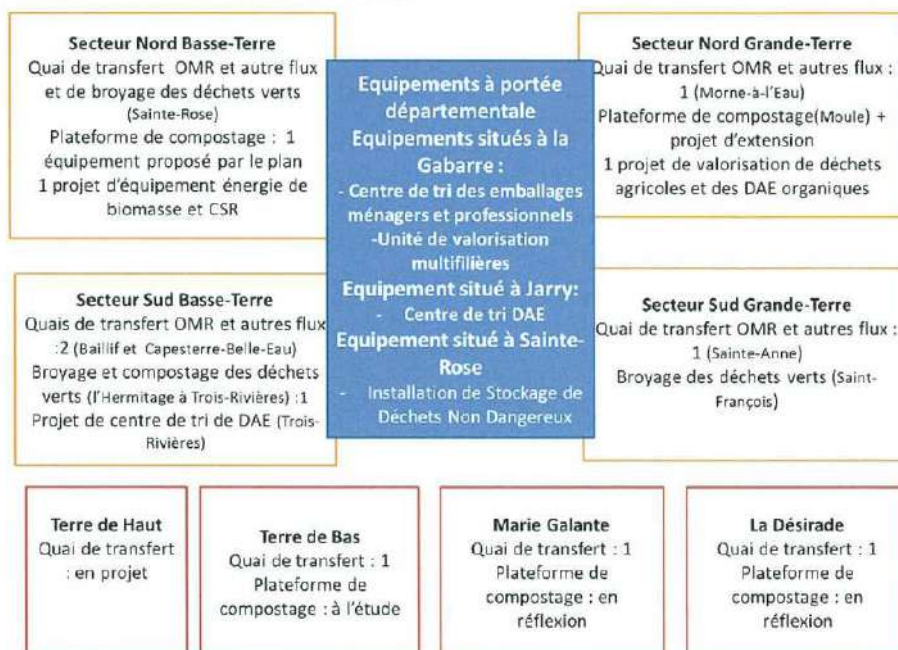 Secteur Nord Basse-Terre
Quai de transfert OMR et autre flux
et de broyage des déchets verts
(Sainte-Rose)
Plateforme de compostage : 1
équipement proposé par le plan
1 projet d'équipement énergie de
biomasse et CSR
Equipements à portée
départementale
Equipements situés à la
Gabarre :
- Centre de tri des emballages
ménagers et professionnels
-Unité de valorisation
multifilières
Equipement situé à Jarry:
- Centre de tri DAE
Equipement situé à Sainte-
Rose
- Installation de Stockage de
Déchets Non Dangereux
Secteur Nord Grande-Terre
Quai de transfert OMR et autres flux :
1 (Morne-à-l'Eau)
Plateforme de compostage(Moule) +
projet d'extension
1 projet de valorisation de déchets
agricoles et des DAE organiques
Secteur Sud Basse-Terre
Quais de transfert OMR et autres flux
:2 (Baillif et Capesterre-Belle-Eau)
Broyage et compostage des déchets
verts (l'Hermitage à Trois-Rivières) :1
Projet de centre de tri de DAE (Trois-
Rivières)
Secteur Sud Grande-Terre
Quai de transfert OMR et autres flux :
1 (Sainte-Anne)
Broyage des déchets verts (Saint-
François)
Terre de Haut
Quai de transfert
: en projet
Terre de Bas
Quai de transfert : 1
Plateforme de
compostage : à l'étude
Marie Galante
Quai de transfert : 1
Plateforme de
compostage : en
réflexion
La Désirade
Quai de transfert : 1
Plateforme de
compostage : en
réflexion